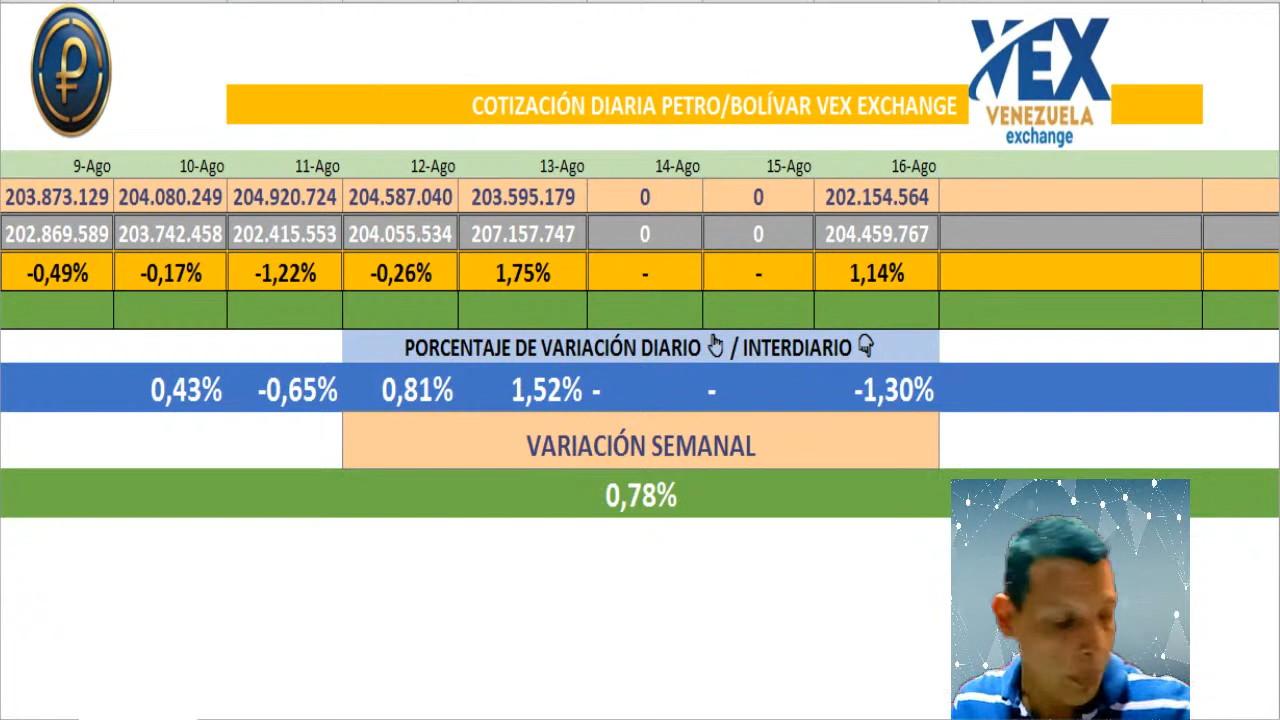 VEX
VENEZUELA
exchange
COTIZACIÓN DIARIA PETRO/BOLÍVAR VEX EXCHANGE
9-Ago 10-Ago 11-Ago 12-Ago 13-Ago 14-Ago 15-Ago 16-Ago
203.873.129 204.080.249 204.920.724 204.587.040 203.595.179 0 0 202.154.564
202.869.589 203.742.458 202.415.553 204.055.534 207.157.747 0 0 204.459.767
-0,49% -0,17% -1,22% -0,26% 1,75% - - 1,14%
PORCENTAJE DE VARIACIÓN DIARIO 👆 / INTERDIARIO 👇
0,43% -0,65% 0,81% 1,52% - - -1,30%
VARIACIÓN SEMANAL
0,78%